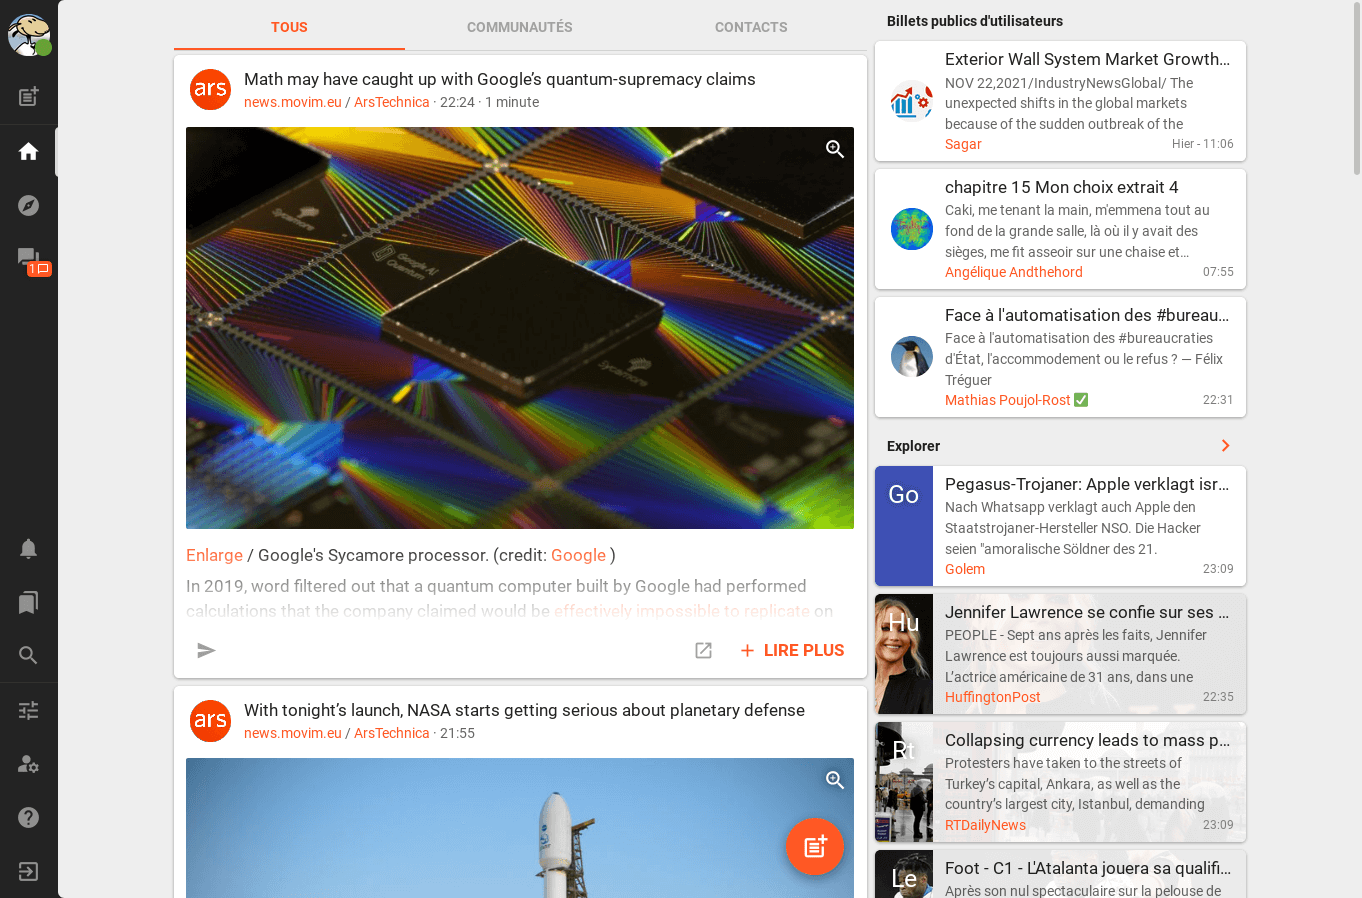 TOUS
COMMUNAUTÉS
CONTACTS
ars
Math may have caught up with Google’s quantum-supremacy claims
news.movim.eu / ArsTechnica · 22:24 · 1 minute
Sycamore
Google AI
Quantum
Sycamore
Enlarge / Google's Sycamore processor. (credit: Google )
In 2019, word filtered out that a quantum computer built by Google had performed
calculations that the company claimed would be effectively impossible to replicate on
LIRE PLUS
ars
With tonight’s launch, NASA starts getting serious about planetary defense
news.movim.eu / ArsTechnica · 21:55
1
Billets publics d'utilisateurs
Exterior Wall System Market Growth…
NOV 22,2021/IndustryNewsGlobal/ The
unexpected shifts in the global markets
because of the sudden outbreak of the
Sagar
Hier - 11:06
chapitre 15 Mon choix extrait 4
Caki, me tenant la main, m'emmena tout au
fond de la grande salle, là où il y avait des
sièges, me fit asseoir sur une chaise et…
Angélique Andthehord
07:55
Face à l'automatisation des #bureau…
Face à l'automatisation des #bureaucraties
d'État, l'accommodement ou le refus ? — Félix
Tréguer
Mathias Poujol-Rost ✅
22:31
Explorer
Go
Pegasus-Trojaner: Apple verklagt isr…
Nach Whatsapp verklagt auch Apple den
Staatstrojaner-Hersteller NSO. Die Hacker
seien "amoralische Söldner des 21.
Golem
23:09
Hu
Jennifer Lawrence se confie sur ses …
PEOPLE - Sept ans après les faits, Jennifer
Lawrence est toujours aussi marquée.
L’actrice américaine de 31 ans, dans une
HuffingtonPost
22:35
Rt
Collapsing currency leads to mass p…
Protesters have taken to the streets of
Turkey’s capital, Ankara, as well as the
country’s largest city, Istanbul, demanding
RTDailyNews
23:09
Le
Foot - C1 - L'Atalanta jouera sa qualifi…
Après son nul spectaculaire sur la pelouse de